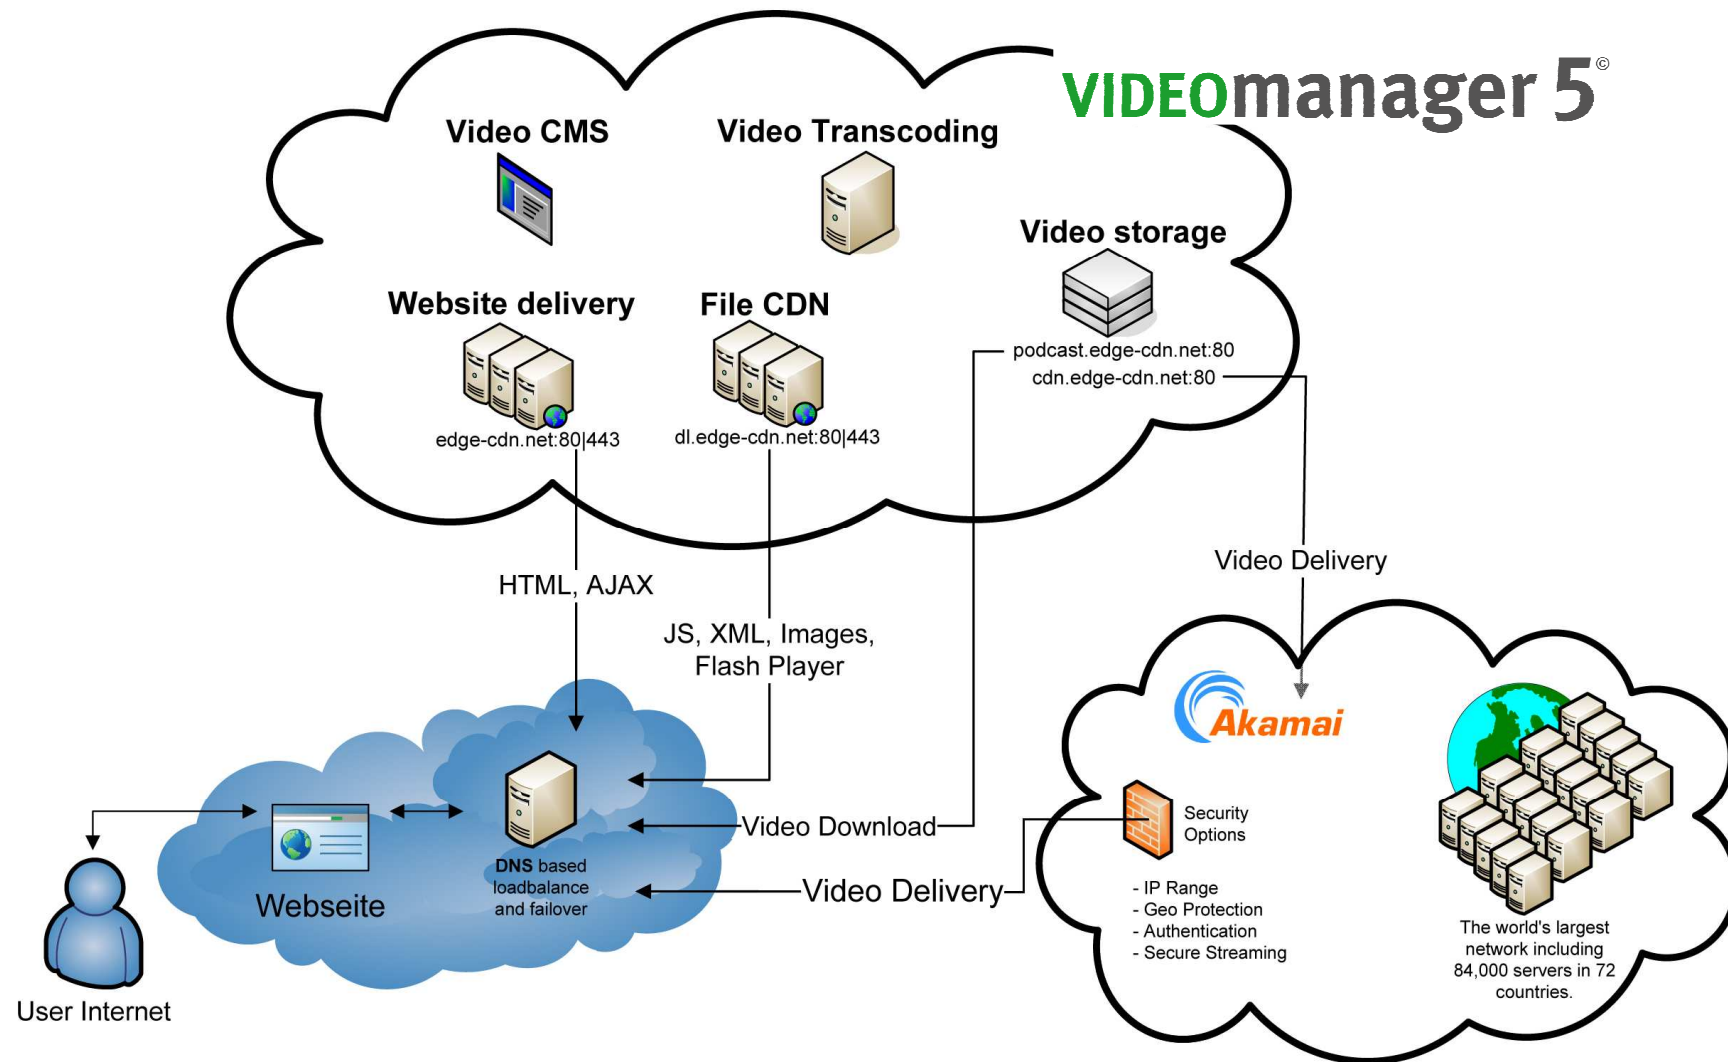 VIDEOmanager 5©
Video CMS
Video Transcoding
Video storage
podcast.edge-cdn.net:80
cdn.edge-cdn.net:80
Website delivery
edge-cdn.net:80|443
File CDN
dl.edge-cdn.net:80|443
HTML, AJAX
JS, XML, Images,
Flash Player
Video Delivery
Akamai
Security
Options
- IP Range
- Geo Protection
- Authentication
- Secure Streaming
The world's largest
network including
84,000 servers in 72
countries.
Video Download
Video Delivery
DNS based
loadbalance
and failover
Webseite
User Internet